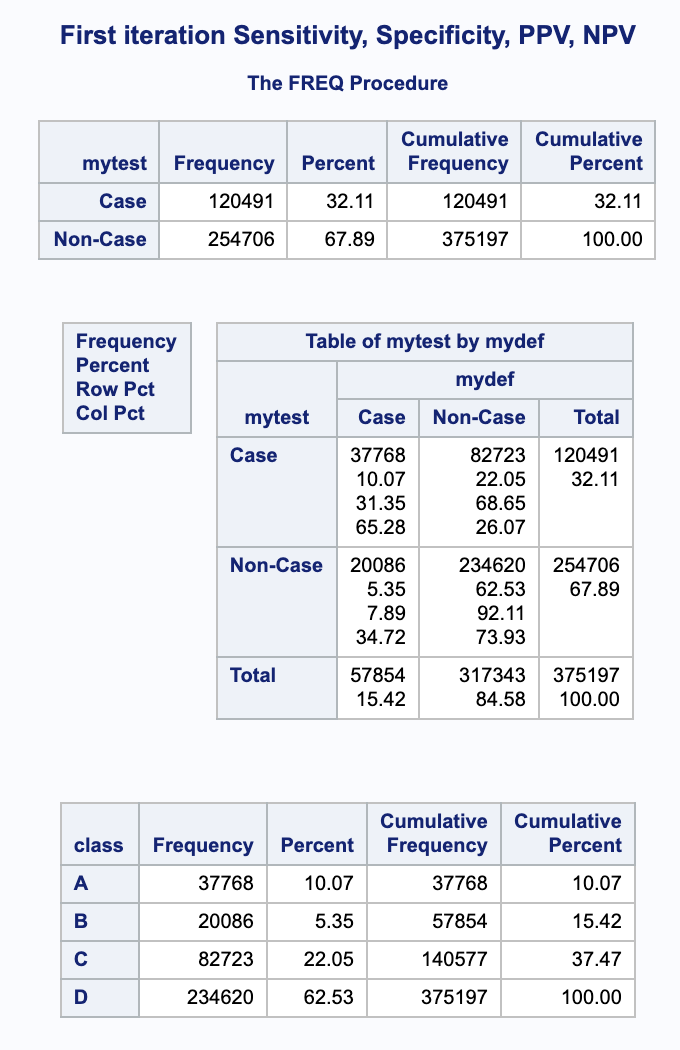 First iteration Sensitivity, Specificity, PPV, NPV
The FREQ Procedure
mytest Frequency Percent Cumulative Frequency Cumulative Percent
Case 120491 32.11 120491 32.11
Non-Case 254706 67.89 375197 100.00
Frequency
Percent
Row Pct
Col Pct
Table of mytest by mydef
mydef
mytest Case Non-Case Total
Case 37768 82723 120491
10.07 22.05 32.11
31.35 68.65
65.28 26.07
Non-Case 20086 234620 254706
5.35 62.53 67.89
7.89 92.11
34.72 73.93
Total 57854 317343 375197
15.42 84.58 100.00
class Frequency Percent Cumulative Frequency Cumulative Percent
A 37768 10.07 37768 10.07
B 20086 5.35 57854 15.42
C 82723 22.05 140577 37.47
D 234620 62.53 375197 100.00